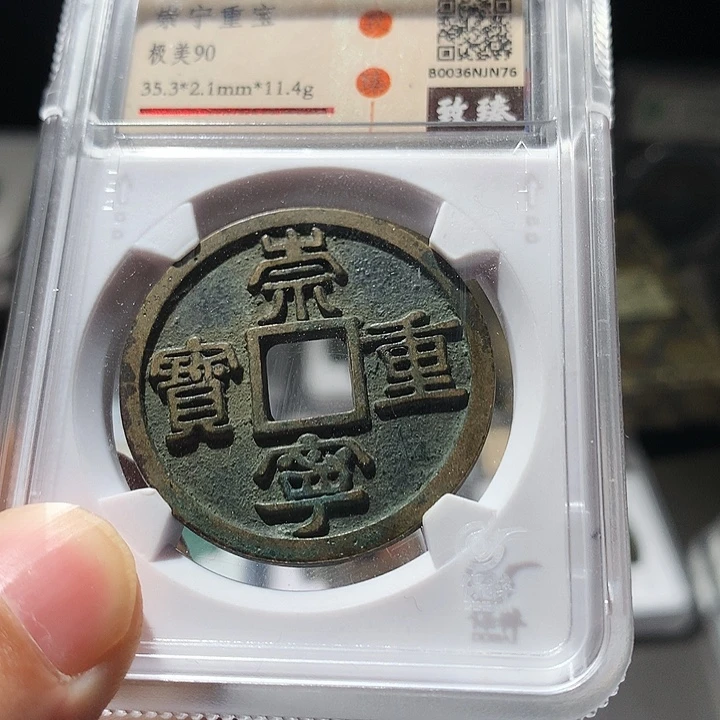 崇宁重宝
极美90
35.3*2.1mm*11.4g
B0036NJN76
致臻
崇
寶 重
寧